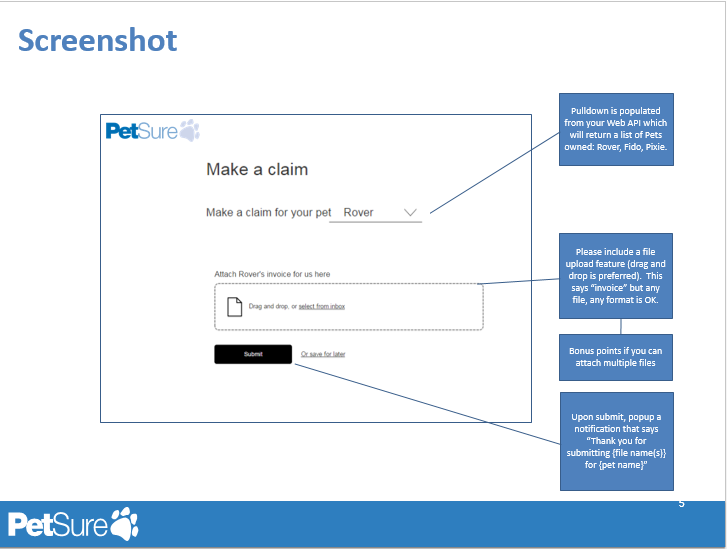 Screenshot
PetSure
Make a claim
Make a claim for your pet Rover
Attach Rover's invoice for us here
Drag and drop, or select from inbox
Submit Or save for later
Pulldown is populated
from your Web API which
will return a list of Pets
owned: Rover, Fido, Pixie.
Please include a file
upload feature (drag and
drop is preferred). This
says "invoice" but any
file, any format is OK.
Bonus points if you can
attach multiple files
Upon submit, popup a
notification that says
"Thank you for
submitting {file name(s)}
for {pet name}"
5
PetSure